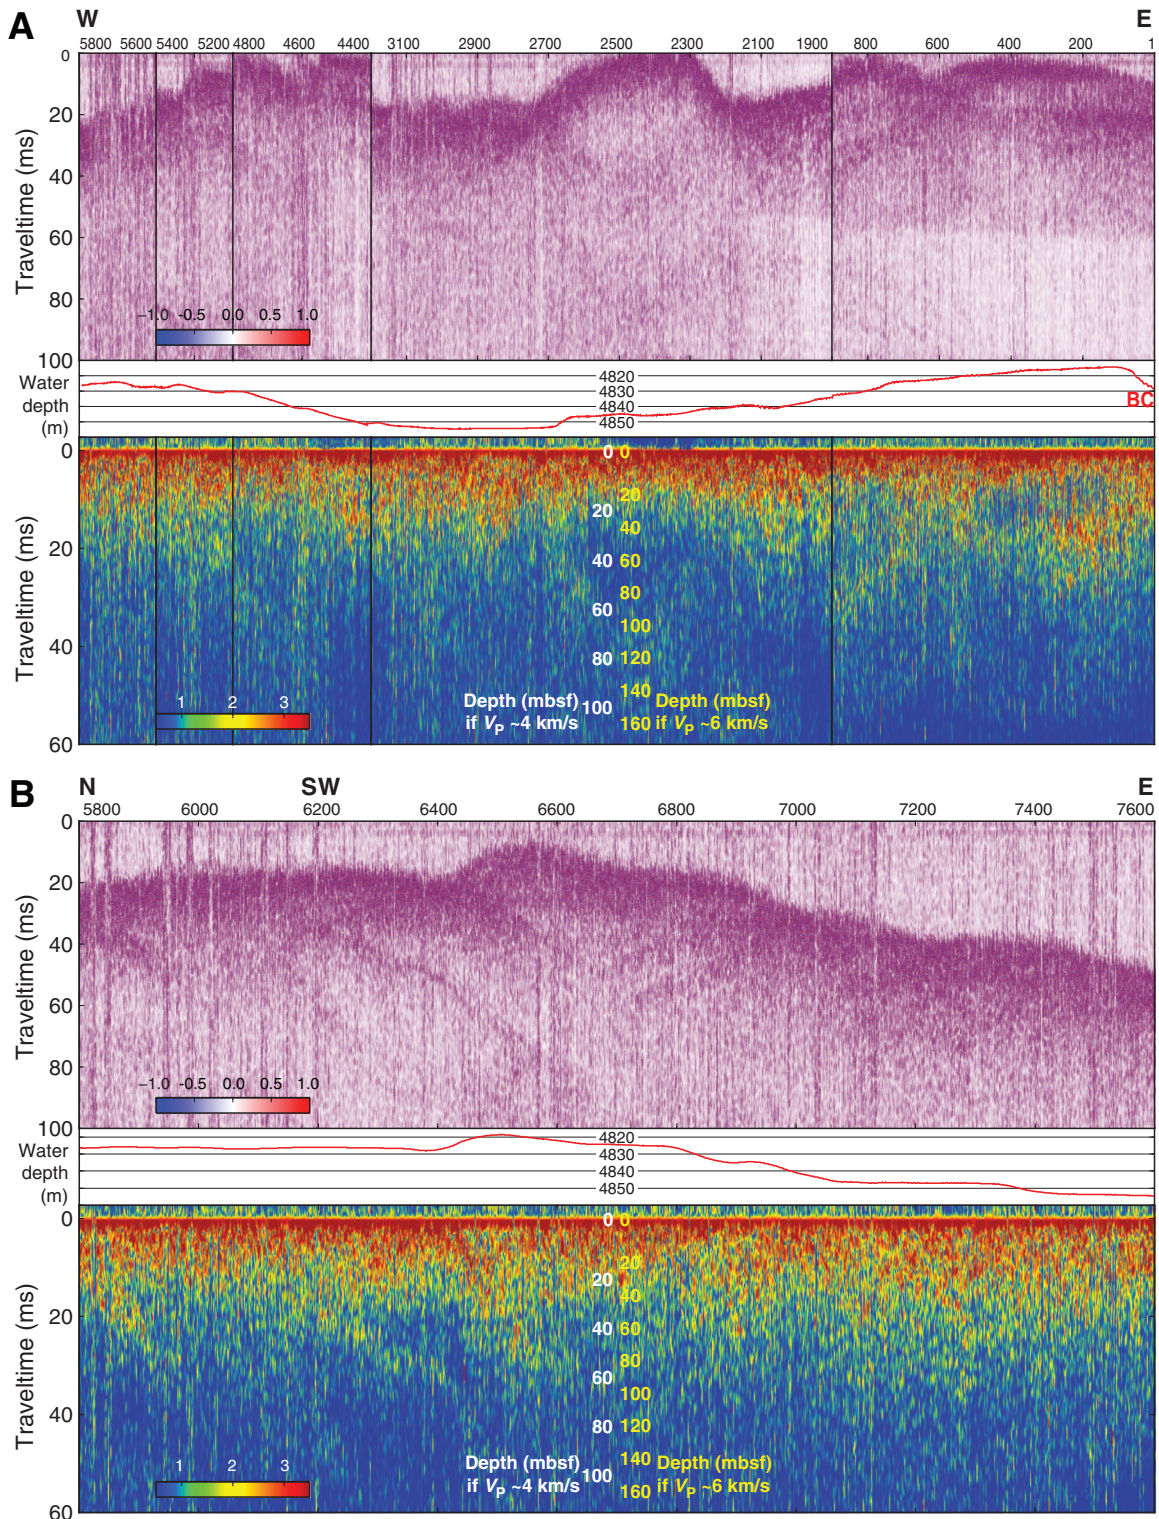 A
W E
5800 5600 5400 5200 4800 4600 4400 3100 2900 2700 2500 2300 2100 1900 800 600 400 200 1
0
20
40
60
80
100
Traveltime (ms)
−1.0 -0.5 0.0 0.5 1.0
Water
depth
(m)
4820
4830
4840
4850
BC
0
20
40
60
Traveltime (ms)
0 0
20
20
40
40 60
80
60
100
80 120
140
100
160
1 2 3
Depth (mbsf)
if VP ~4 km/s
Depth (mbsf)
if VP ~6 km/s
B
N SW E
5800 6000 6200 6400 6600 6800 7000 7200 7400 7600
0
20
40
60
80
100
Traveltime (ms)
−1.0 -0.5 0.0 0.5 1.0
Water
depth
(m)
4820
4830
4840
4850
0
20
40
60
Traveltime (ms)
0 0
20
20
40
40 60
80
60
100
80 120
140
100
160
1 2 3
Depth (mbsf)
if VP ~4 km/s
Depth (mbsf)
if VP ~6 km/s